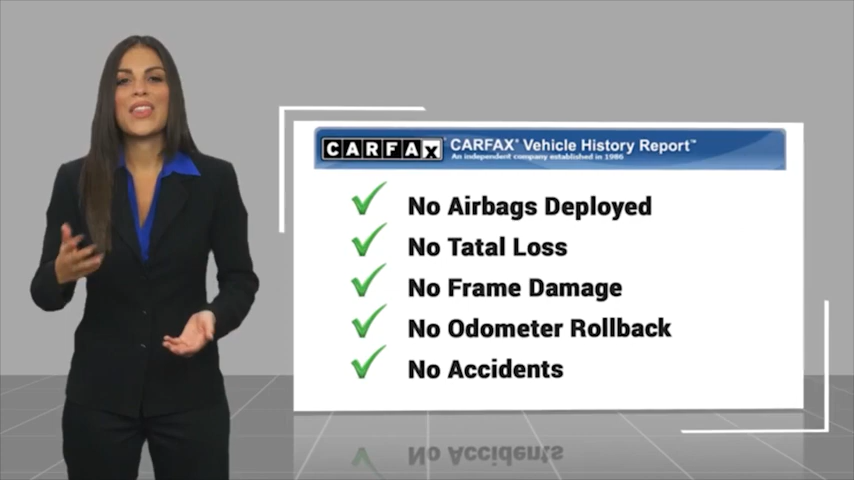 CARFAX CARFAX® Vehicle History Report™
An independent company established in 1986
No Airbags Deployed
No Tatal Loss
No Frame Damage
No Odometer Rollback
No Accidents
No Accidents